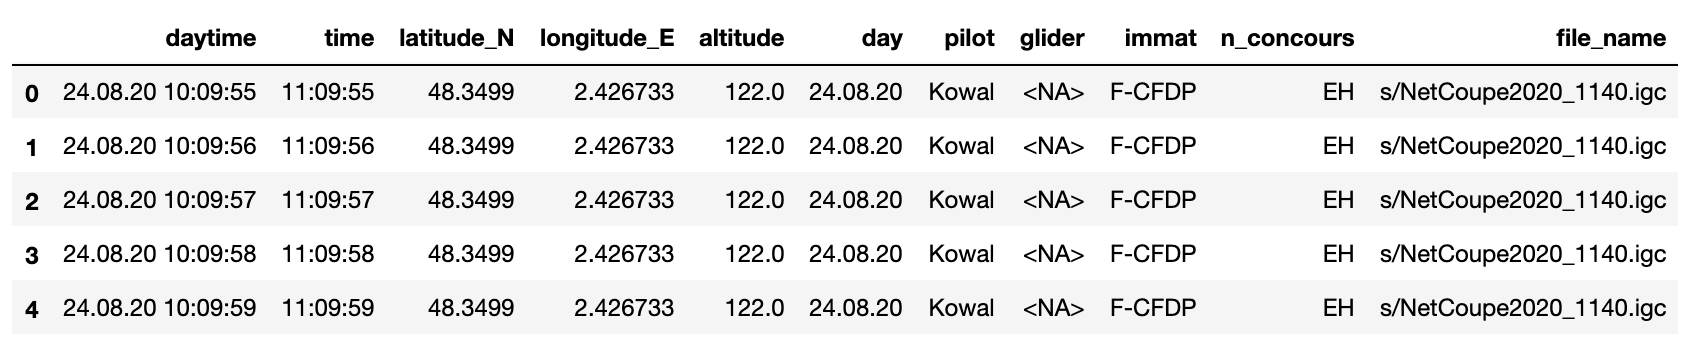 daytime time latitude_N longitude_E altitude day pilot glider immat n_concours file_name
0 24.08.20 10:09:55 11:09:55 48.3499 2.426733 122.0 24.08.20 Kowal <NA> F-CFDP EH s/NetCoupe2020_1140.igc
1 24.08.20 10:09:56 11:09:56 48.3499 2.426733 122.0 24.08.20 Kowal <NA> F-CFDP EH s/NetCoupe2020_1140.igc
2 24.08.20 10:09:57 11:09:57 48.3499 2.426733 122.0 24.08.20 Kowal <NA> F-CFDP EH s/NetCoupe2020_1140.igc
3 24.08.20 10:09:58 11:09:58 48.3499 2.426733 122.0 24.08.20 Kowal <NA> F-CFDP EH s/NetCoupe2020_1140.igc
4 24.08.20 10:09:59 11:09:59 48.3499 2.426733 122.0 24.08.20 Kowal <NA> F-CFDP EH s/NetCoupe2020_1140.igc